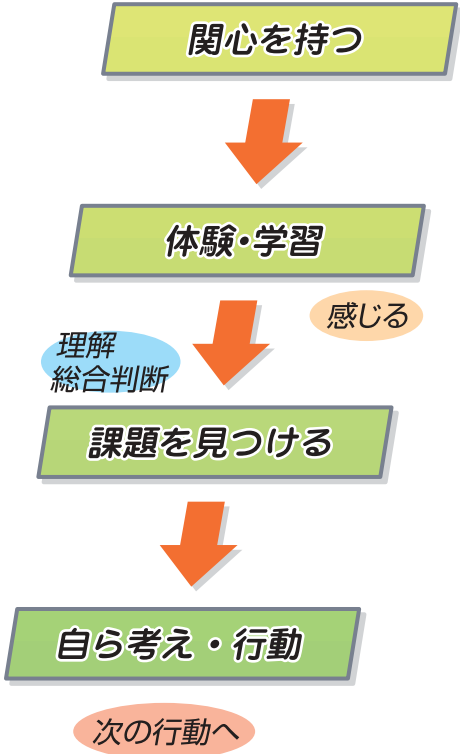 関心を持つ
体験・学習
感じる
理解
総合判断
課題を見つける
自ら考え・行動
次の行動へ